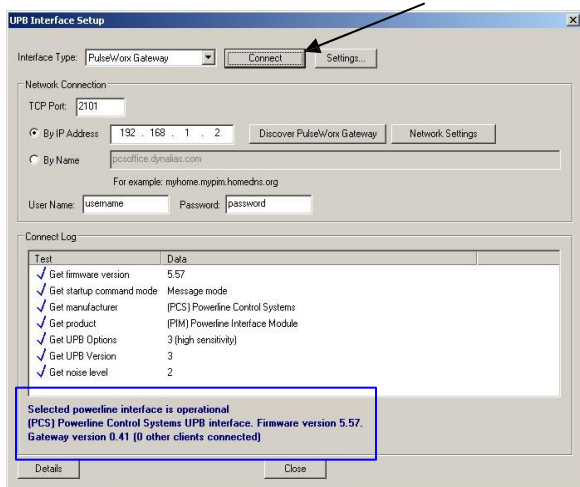 UPB Interface Setup
Interface Type: PulseWorx Gateway Connect Settings...
Network Connection
TCP Port: 2101
By IP Address 192 . 168 . 1 . 2 Discover PulseWorx Gateway Network Settings
By Name pcsoffice.dynalias.com
For example: myhome.mypim.homedns.org
User Name: username Password: password
Connect Log
Test Data
Get firmware version 5.57
Get startup command mode Message mode
Get manufacturer (PCS) Powerline Control Systems
Get product (PIM) Powerline Interface Module
Get UPB Options 3 (high sensitivity)
Get UPB Version 3
Get noise level 2
Selected powerline interface is operational
(PCS) Powerline Control Systems UPB interface. Firmware version 5.57.
Gateway version 0.41 (0 other clients connected)
Details Close